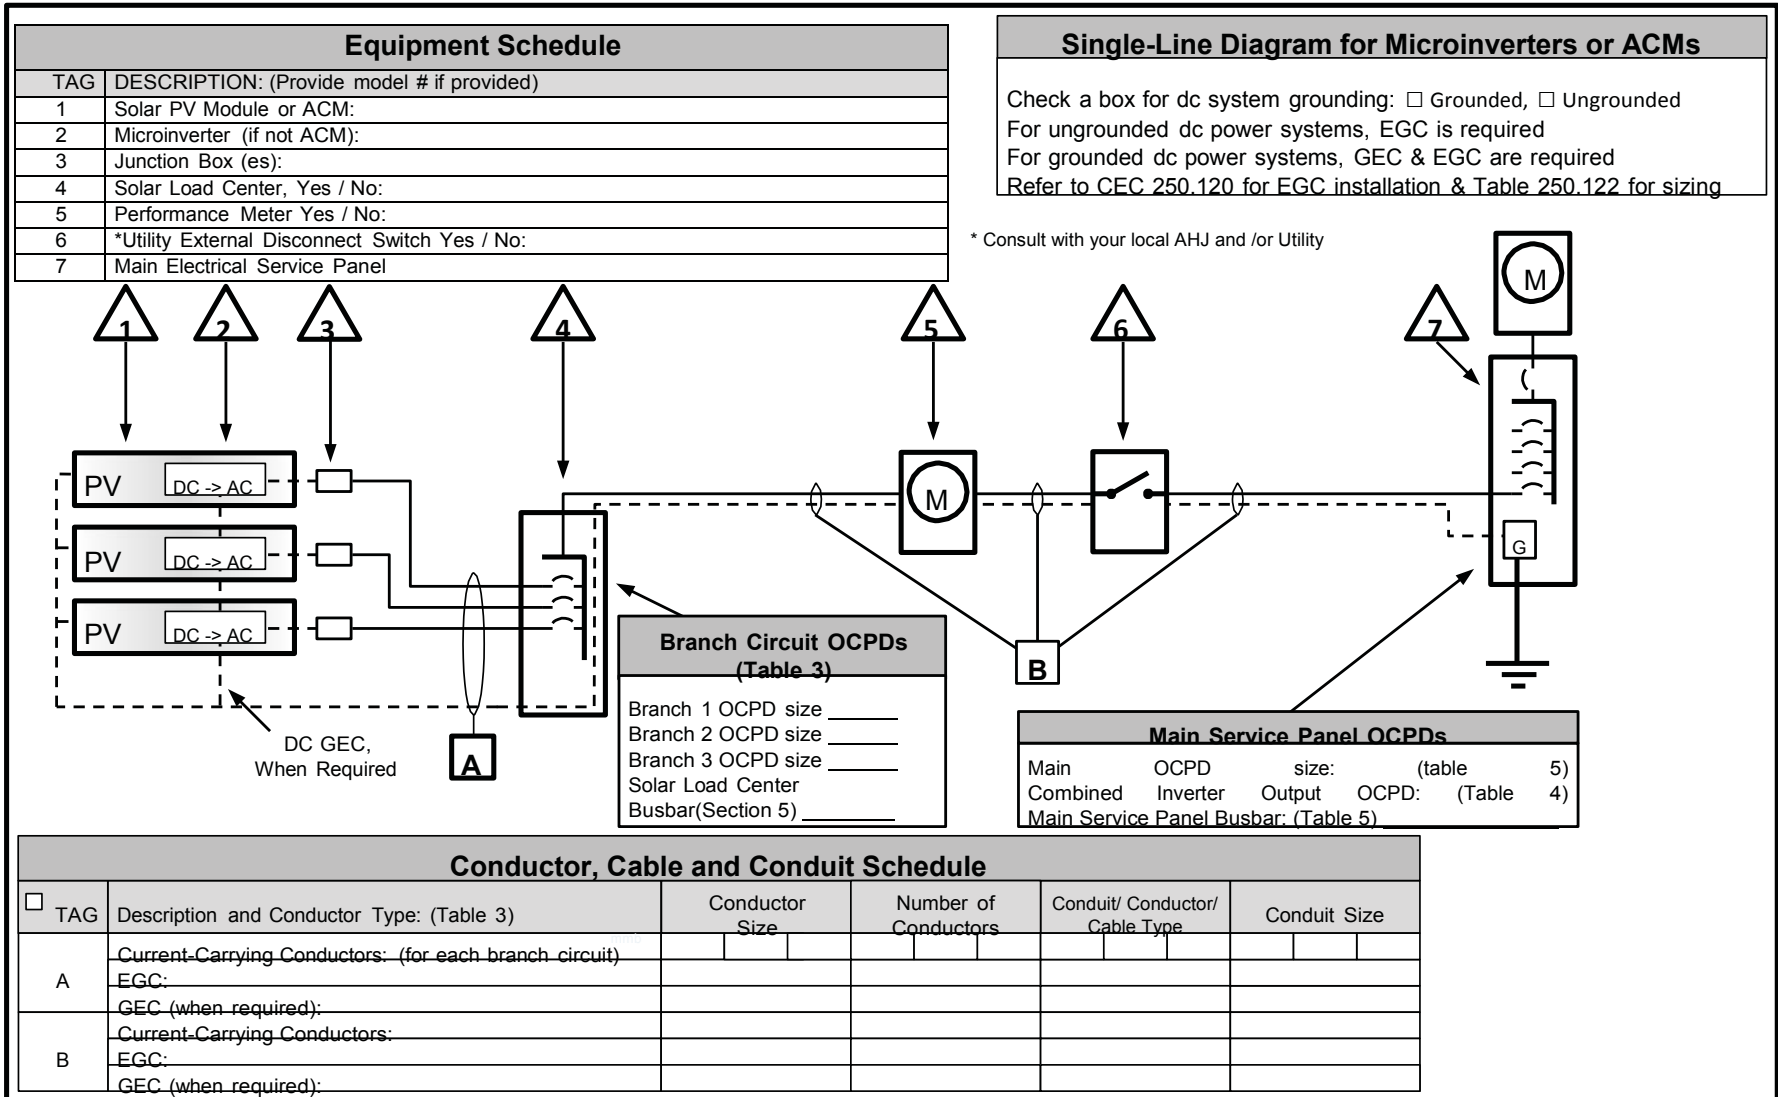 Equipment Schedule
TAG DESCRIPTION: (Provide model # if provided)
1 Solar PV Module or ACM:
2 Microinverter (if not ACM):
3 Junction Box (es):
4 Solar Load Center, Yes / No:
5 Performance Meter Yes / No:
6 *Utility External Disconnect Switch Yes / No:
7 Main Electrical Service Panel
Single-Line Diagram for Microinverters or ACMs
Check a box for dc system grounding: ☐ Grounded, ☐ Ungrounded
For ungrounded dc power systems, EGC is required
For grounded dc power systems, GEC & EGC are required
Refer to CEC 250.120 for EGC installation & Table 250.122 for sizing
* Consult with your local AHJ and /or Utility
M
1 2 3 4 5 6 7
PV DC -> AC
PV DC -> AC
PV DC -> AC
M
G
DC GEC,
When Required
A
B
Branch Circuit OCPDs
(Table 3)
Branch 1 OCPD size ______
Branch 2 OCPD size ______
Branch 3 OCPD size ______
Solar Load Center
Busbar(Section 5) ________
Main Service Panel OCPDs
Main OCPD size: (table 5)
Combined Inverter Output OCPD: (Table 4)
Main Service Panel Busbar: (Table 5) ________________
Conductor, Cable and Conduit Schedule
☐ TAG Description and Conductor Type: (Table 3) Conductor Size Number of Conductors Conduit/ Conductor/ Cable Type Conduit Size
A Current-Carrying Conductors: (for each branch circuit)
EGC:
GEC (when required):
B Current-Carrying Conductors:
EGC:
GEC (when required):